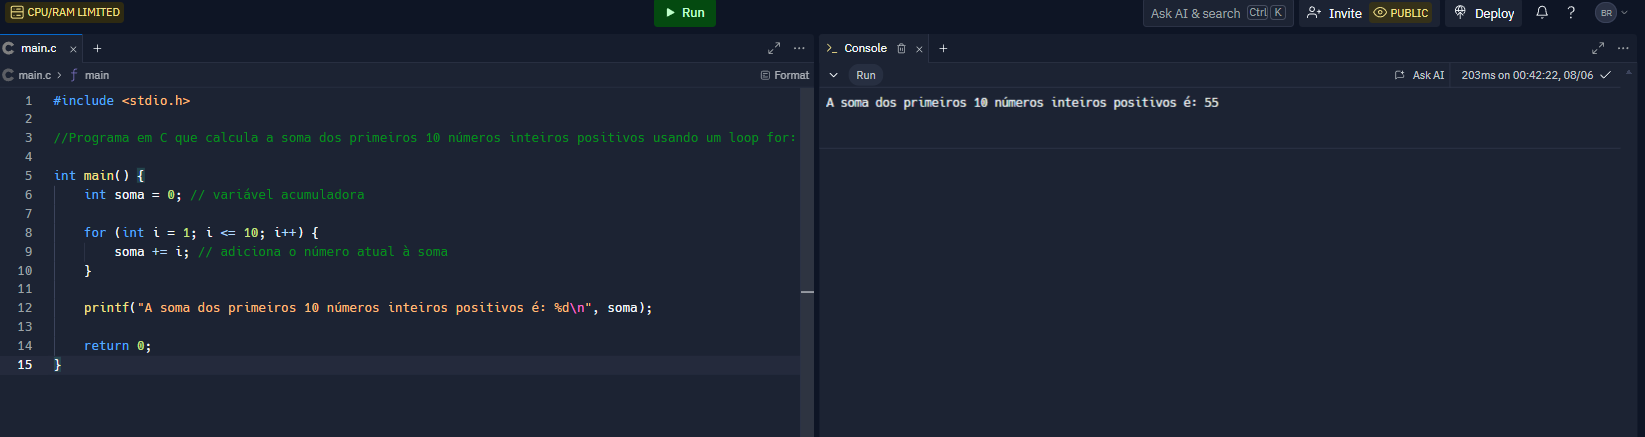 CPU/RAM LIMITED
Run
Ask AI & search Ctrl K
Invite
PUBLIC
Deploy
?
BR
C main.c × +
C main.c > ƒ main
Format
1 #include <stdio.h>
2
3 //Programa em C que calcula a soma dos primeiros 10 números inteiros positivos usando um loop for:
4
5 int main() {
6 int soma = 0; // variável acumuladora
7
8 for (int i = 1; i <= 10; i++) {
9 soma += i; // adiciona o número atual à soma
10 }
11
12 printf("A soma dos primeiros 10 números inteiros positivos é: %d\n", soma);
13
14 return 0;
15 }
>_ Console × +
Run
Ask AI
203ms on 00:42:22, 08/06
A soma dos primeiros 10 números inteiros positivos é: 55